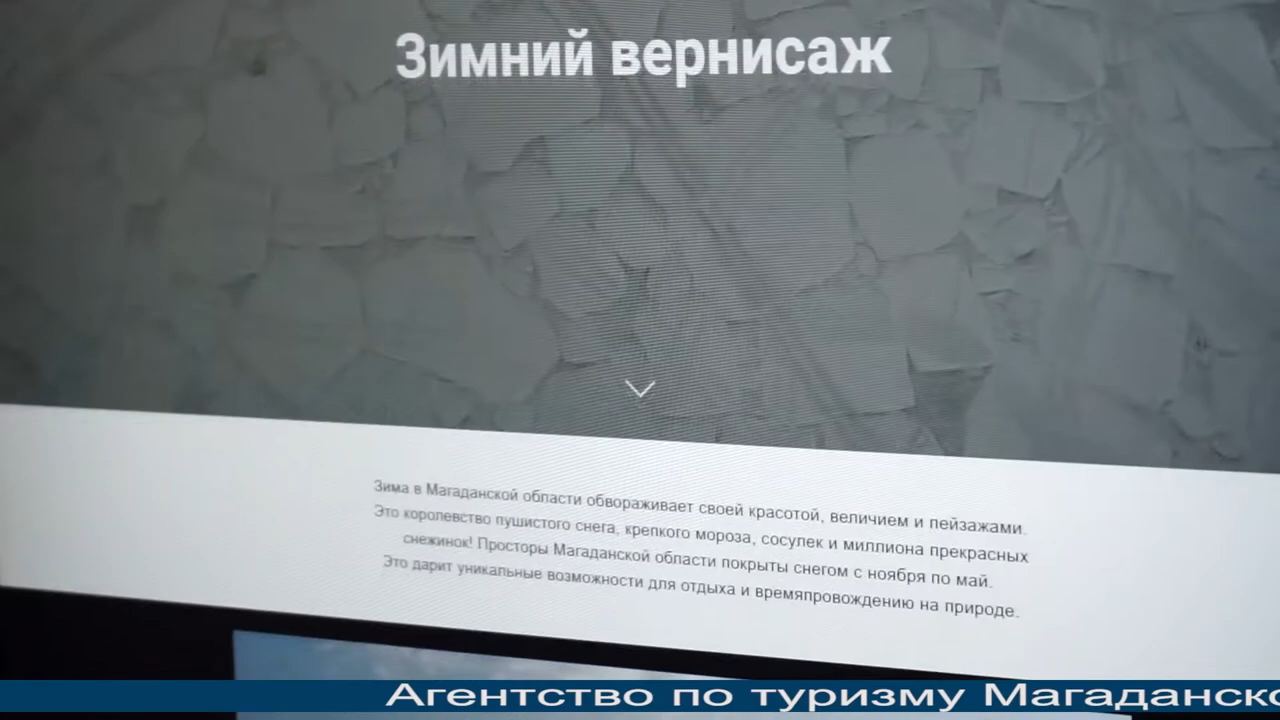 Зимний вернисаж
Зима в Магаданской области обвораживает своей красотой, величием и пейзажами.
Это королевство пушистого снега, крепкого мороза, сосулек и миллиона прекрасных
снежинок! Просторы Магаданской области покрыты снегом с ноября по май.
Это дарит уникальные возможности для отдыха и времяпровождению на природе.
Агентство по туризму Магаданско